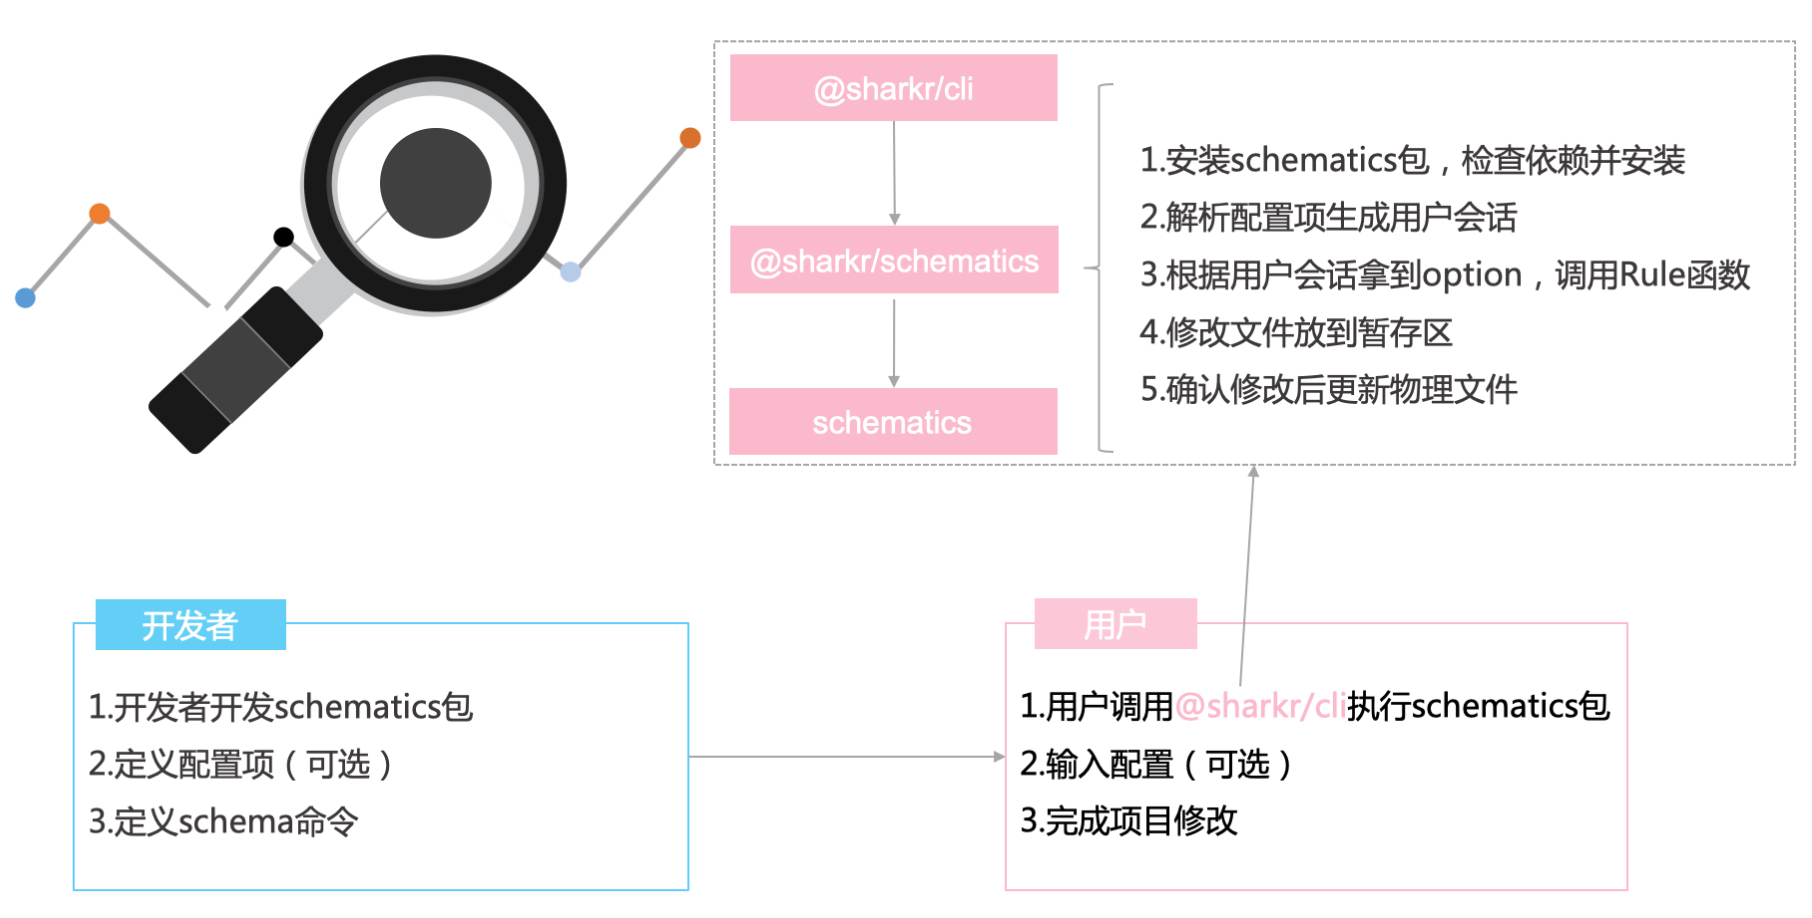 @sharkr/cli
@sharkr/schematics
schematics
1.安装schematics包，检查依赖并安装
2.解析配置项生成用户会话
3.根据用户会话拿到option，调用Rule函数
4.修改文件放到暂存区
5.确认修改后更新物理文件
开发者
1.开发者开发schematics包
2.定义配置项（可选）
3.定义schema命令
用户
1.用户调用@sharkr/cli执行schematics包
2.输入配置（可选）
3.完成项目修改